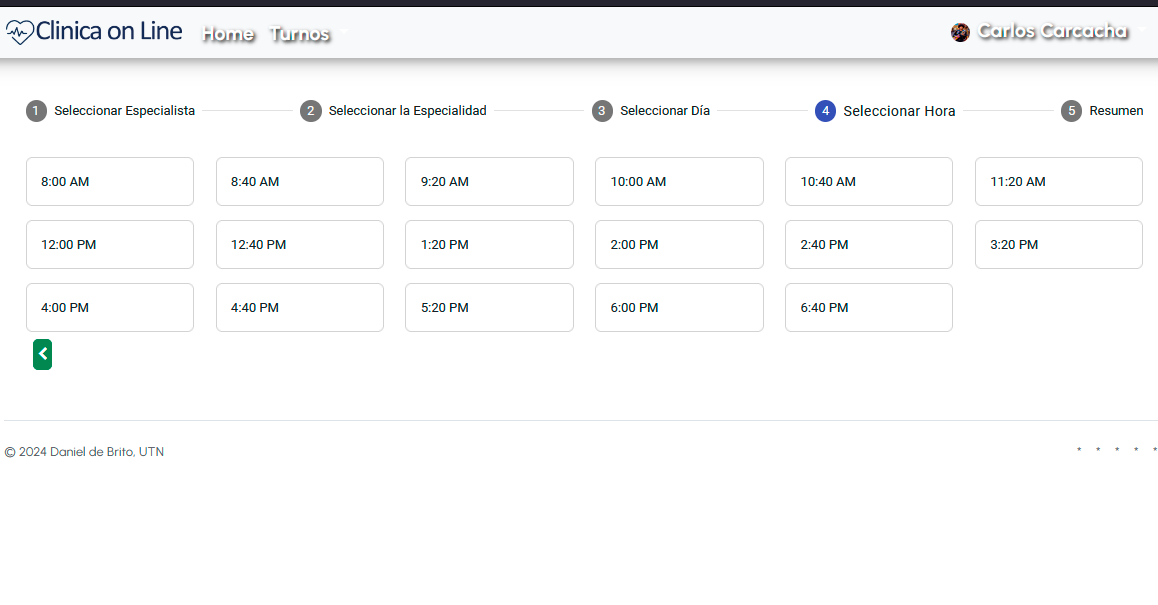 Clinica on Line Home Turnos Carlos Carcacha
1 Seleccionar Especialista 2 Seleccionar la Especialidad 3 Seleccionar Día 4 Seleccionar Hora 5 Resumen
8:00 AM 8:40 AM 9:20 AM 10:00 AM 10:40 AM 11:20 AM
12:00 PM 12:40 PM 1:20 PM 2:00 PM 2:40 PM 3:20 PM
4:00 PM 4:40 PM 5:20 PM 6:00 PM 6:40 PM
© 2024 Daniel de Brito, UTN * * * * *